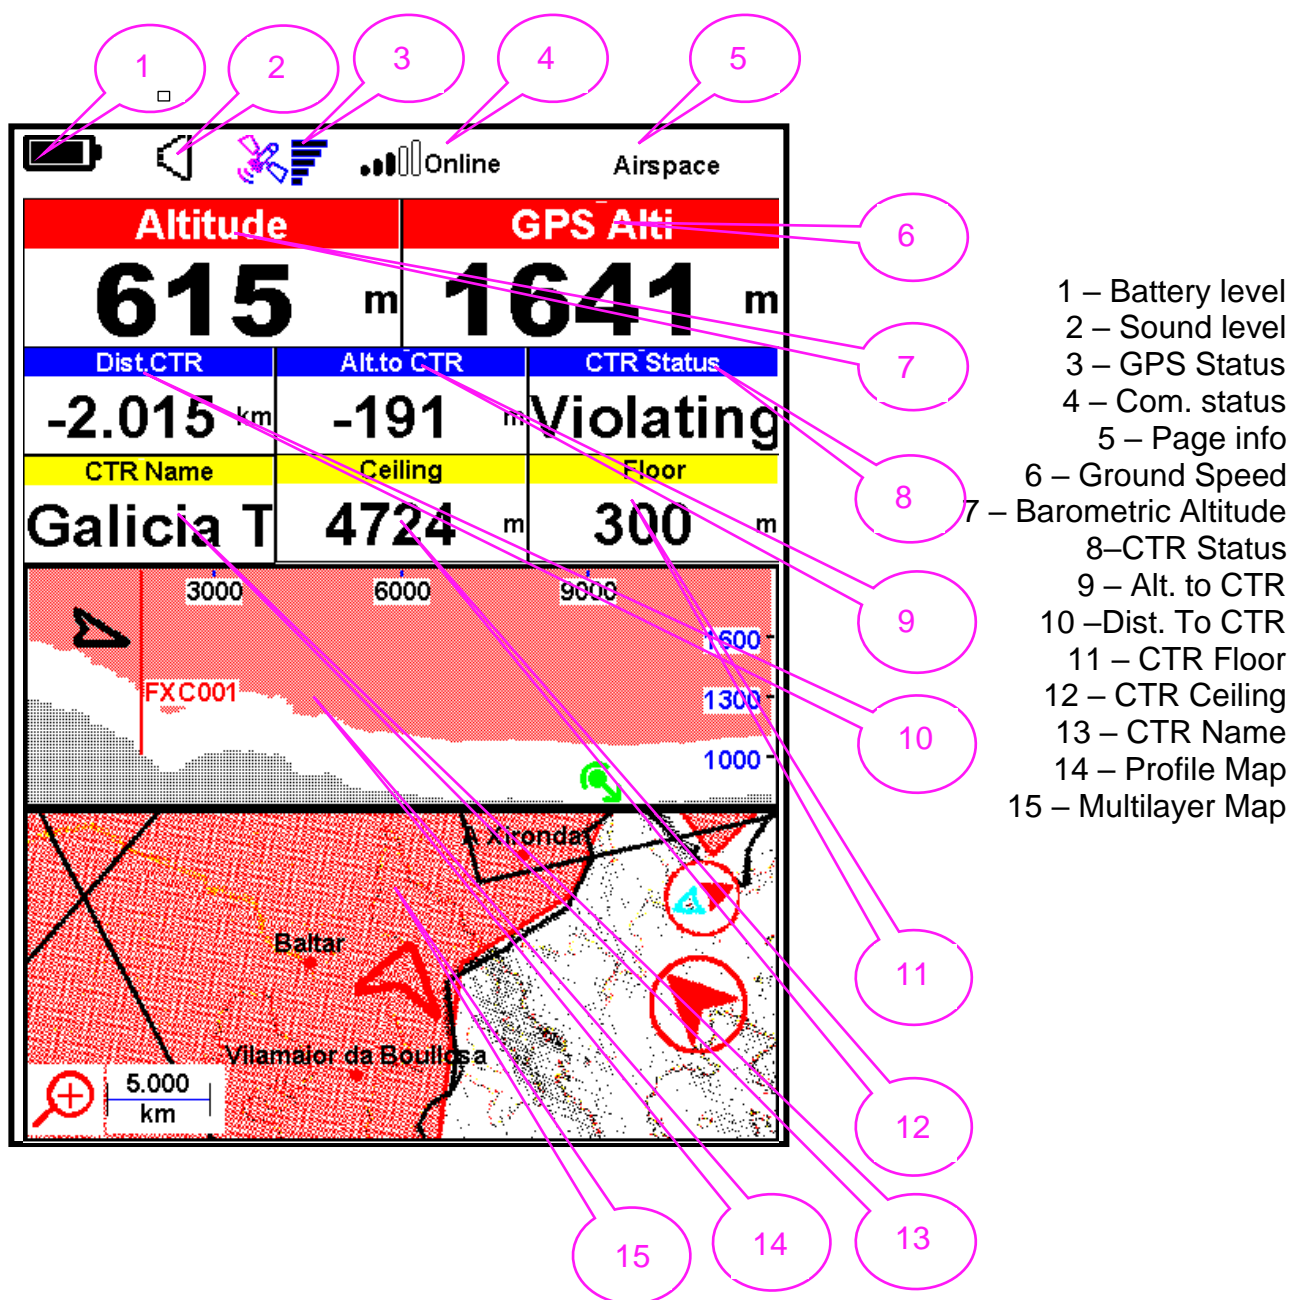 1 2 3 4 5
Online Airspace
Altitude GPS Alti
6
615 m 1641 m
Dist.CTR Alt.to CTR CTR Status
7
-2.015 km -191 m Violating
CTR Name Ceiling Floor
8
Galicia T 4724 m 300 m
3000 6000 9000
9
1600
FXC001 1300
10
1000
A Xironda
Baltar
11
Vilamaior da Boullosa
5.000
km
12
13
14
15
1 – Battery level
2 – Sound level
3 – GPS Status
4 – Com. status
5 – Page info
6 – Ground Speed
7 – Barometric Altitude
8–CTR Status
9 – Alt. to CTR
10 –Dist. To CTR
11 – CTR Floor
12 – CTR Ceiling
13 – CTR Name
14 – Profile Map
15 – Multilayer Map